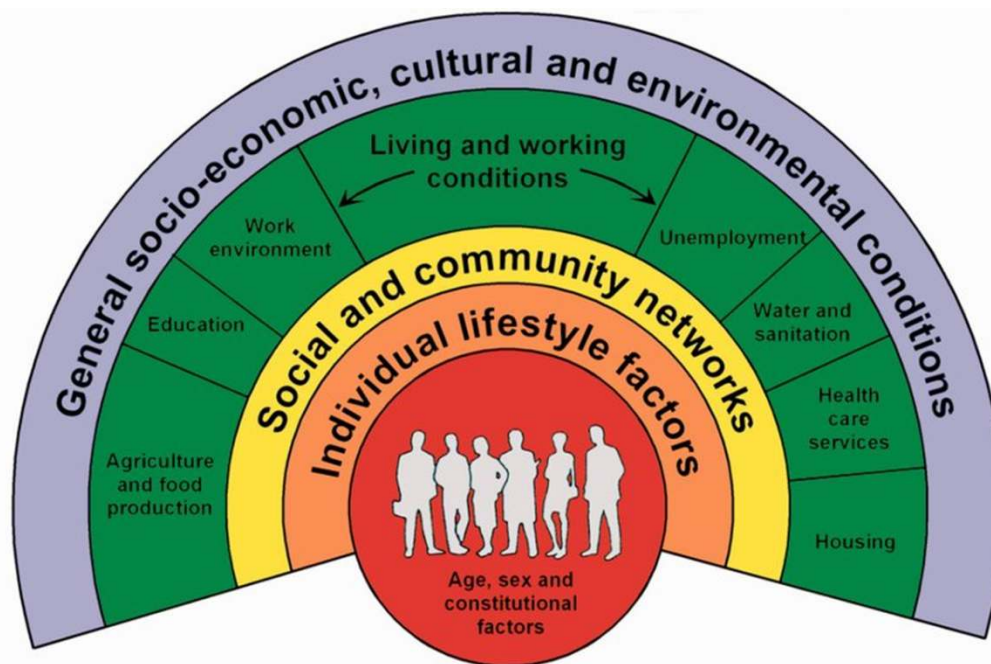 General socio-economic, cultural and environmental conditions
Living and working
conditions
Work
environment
Unemployment
Education
Water and
sanitation
Agriculture
and food
production
Health
care
services
Housing
Social and community networks
Individual lifestyle factors
Age, sex and
constitutional
factors